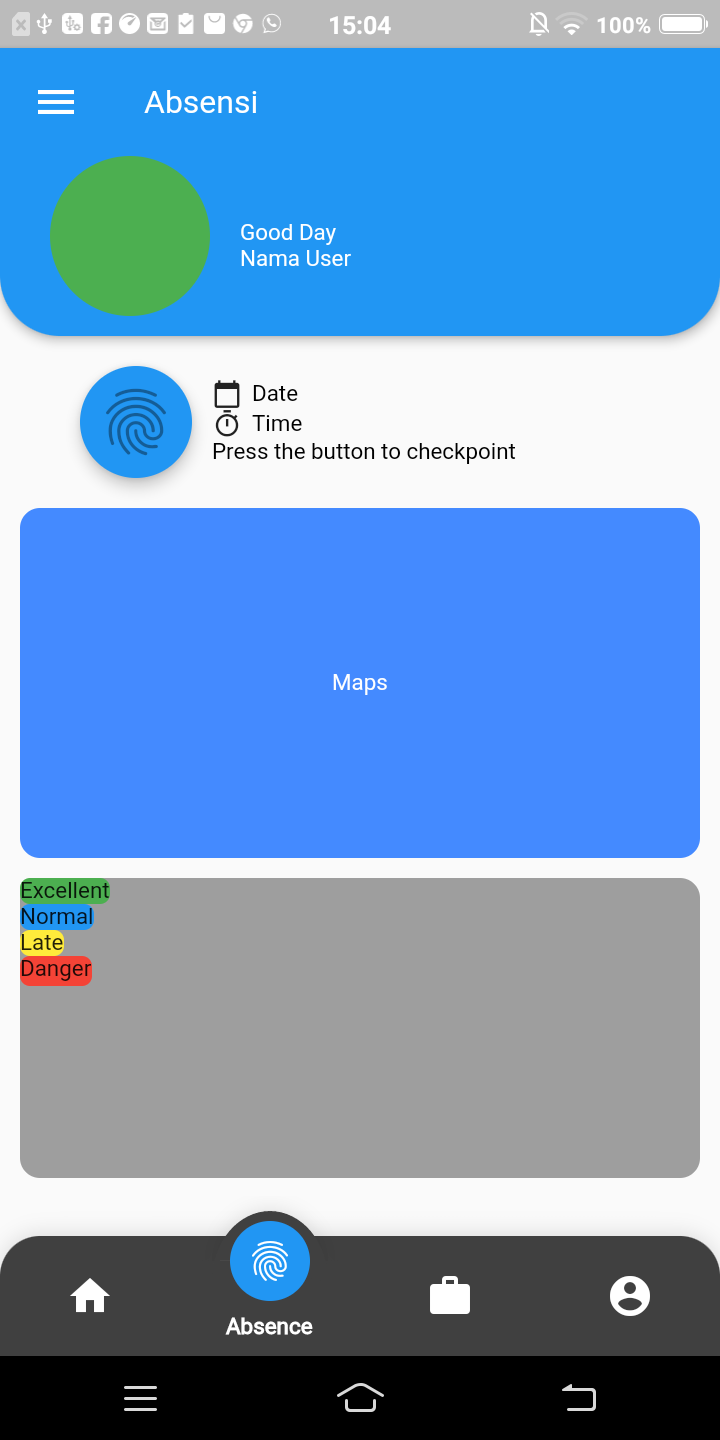 15:04
100%
Absensi
Good Day
Nama User
Date
Time
Press the button to checkpoint
Maps
Excellent
Normal
Late
Danger
Absence